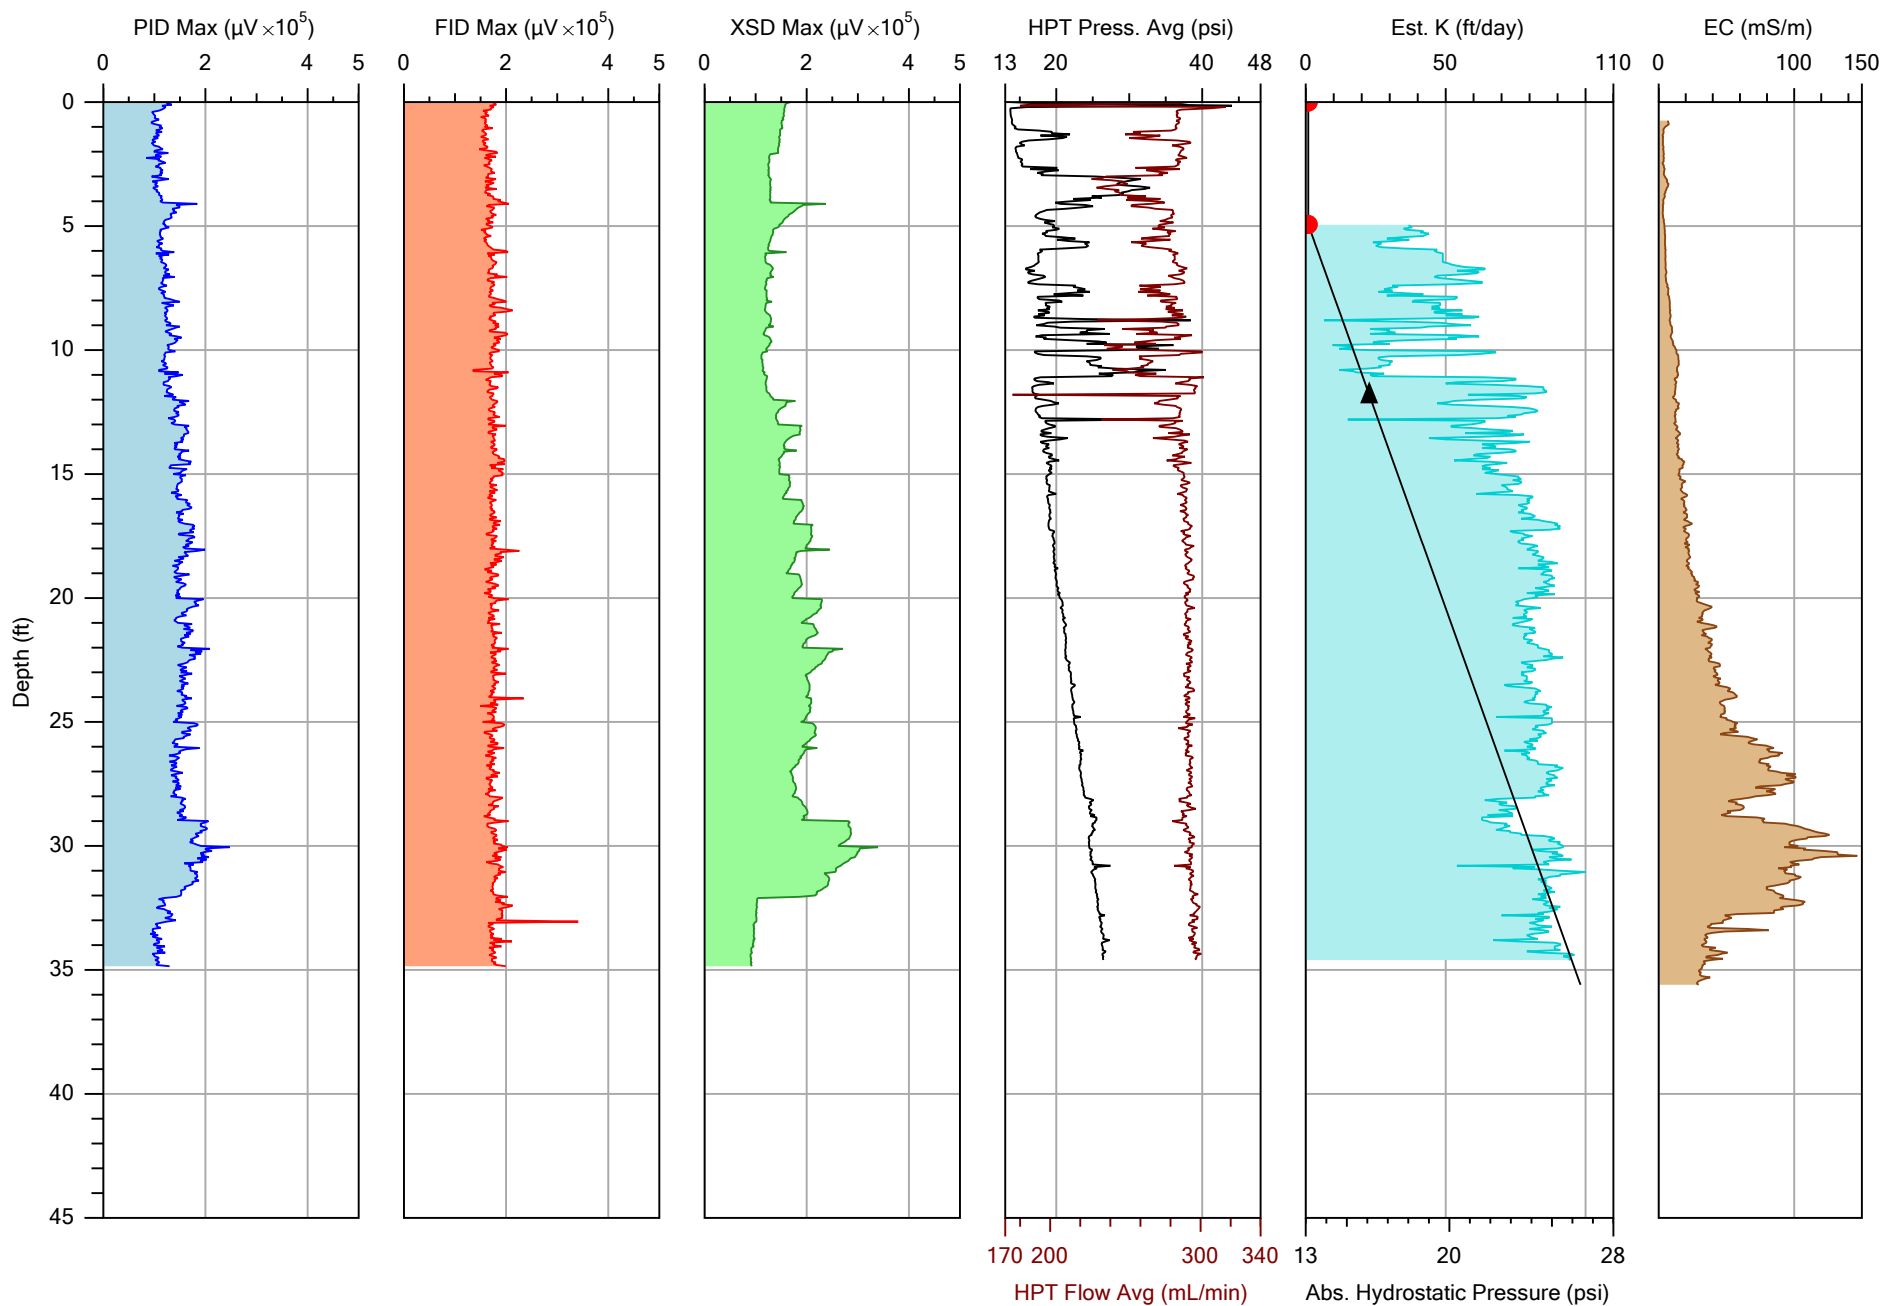 PID Max (µV ×10⁵) FID Max (µV ×10⁵) XSD Max (µV ×10⁵) HPT Press. Avg (psi) Est. K (ft/day) EC (mS/m)
0 2 4 5 0 2 4 5 0 2 4 5 13 20 40 48 0 50 110 0 100 150
0
5
10
15
20
25
30
35
40
45
Depth (ft)
170 200 300 340 13 20 28
HPT Flow Avg (mL/min) Abs. Hydrostatic Pressure (psi)